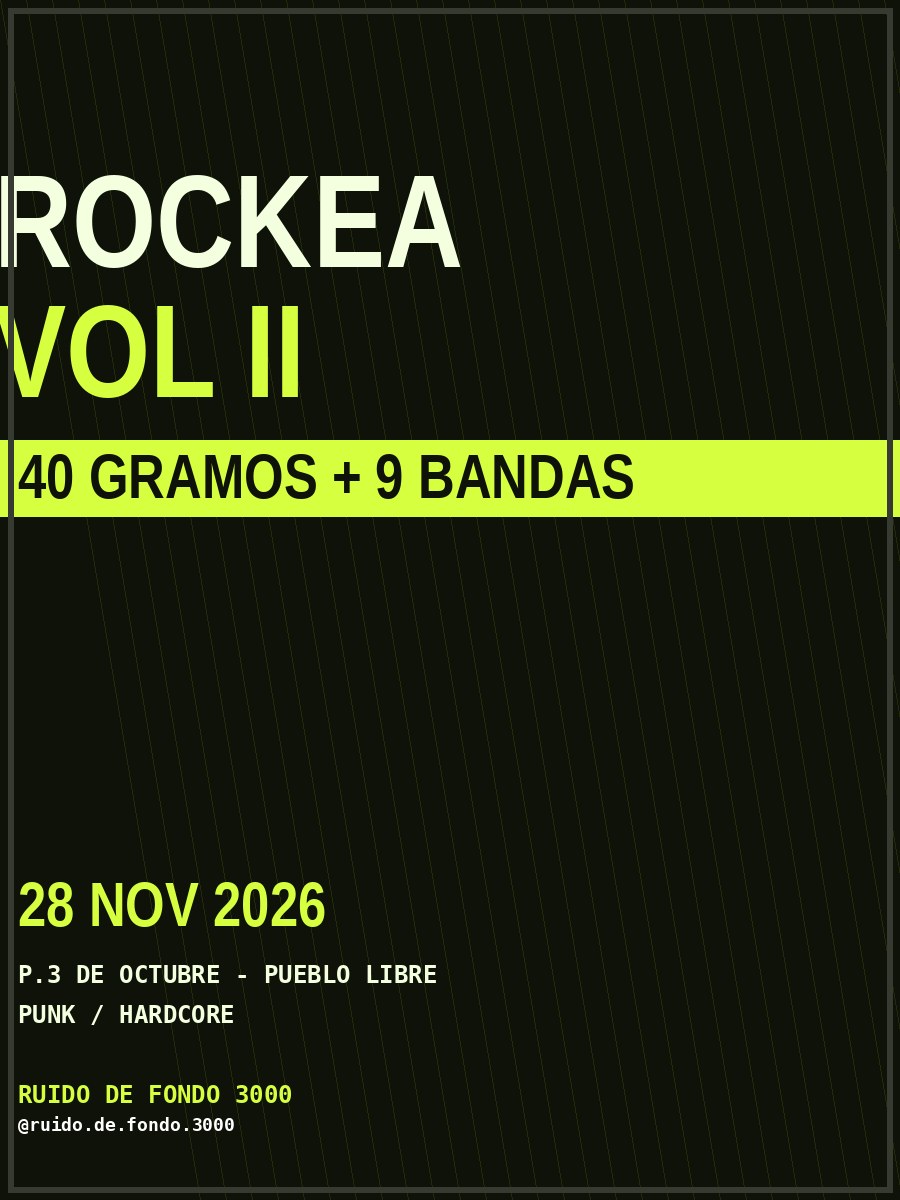 ROCKEA
VOL II
40 GRAMOS + 9 BANDAS
28 NOV 2026
P.3 DE OCTUBRE - PUEBLO LIBRE
PUNK / HARDCORE
RUIDO DE FONDO 3000
@ruido.de.fondo.3000